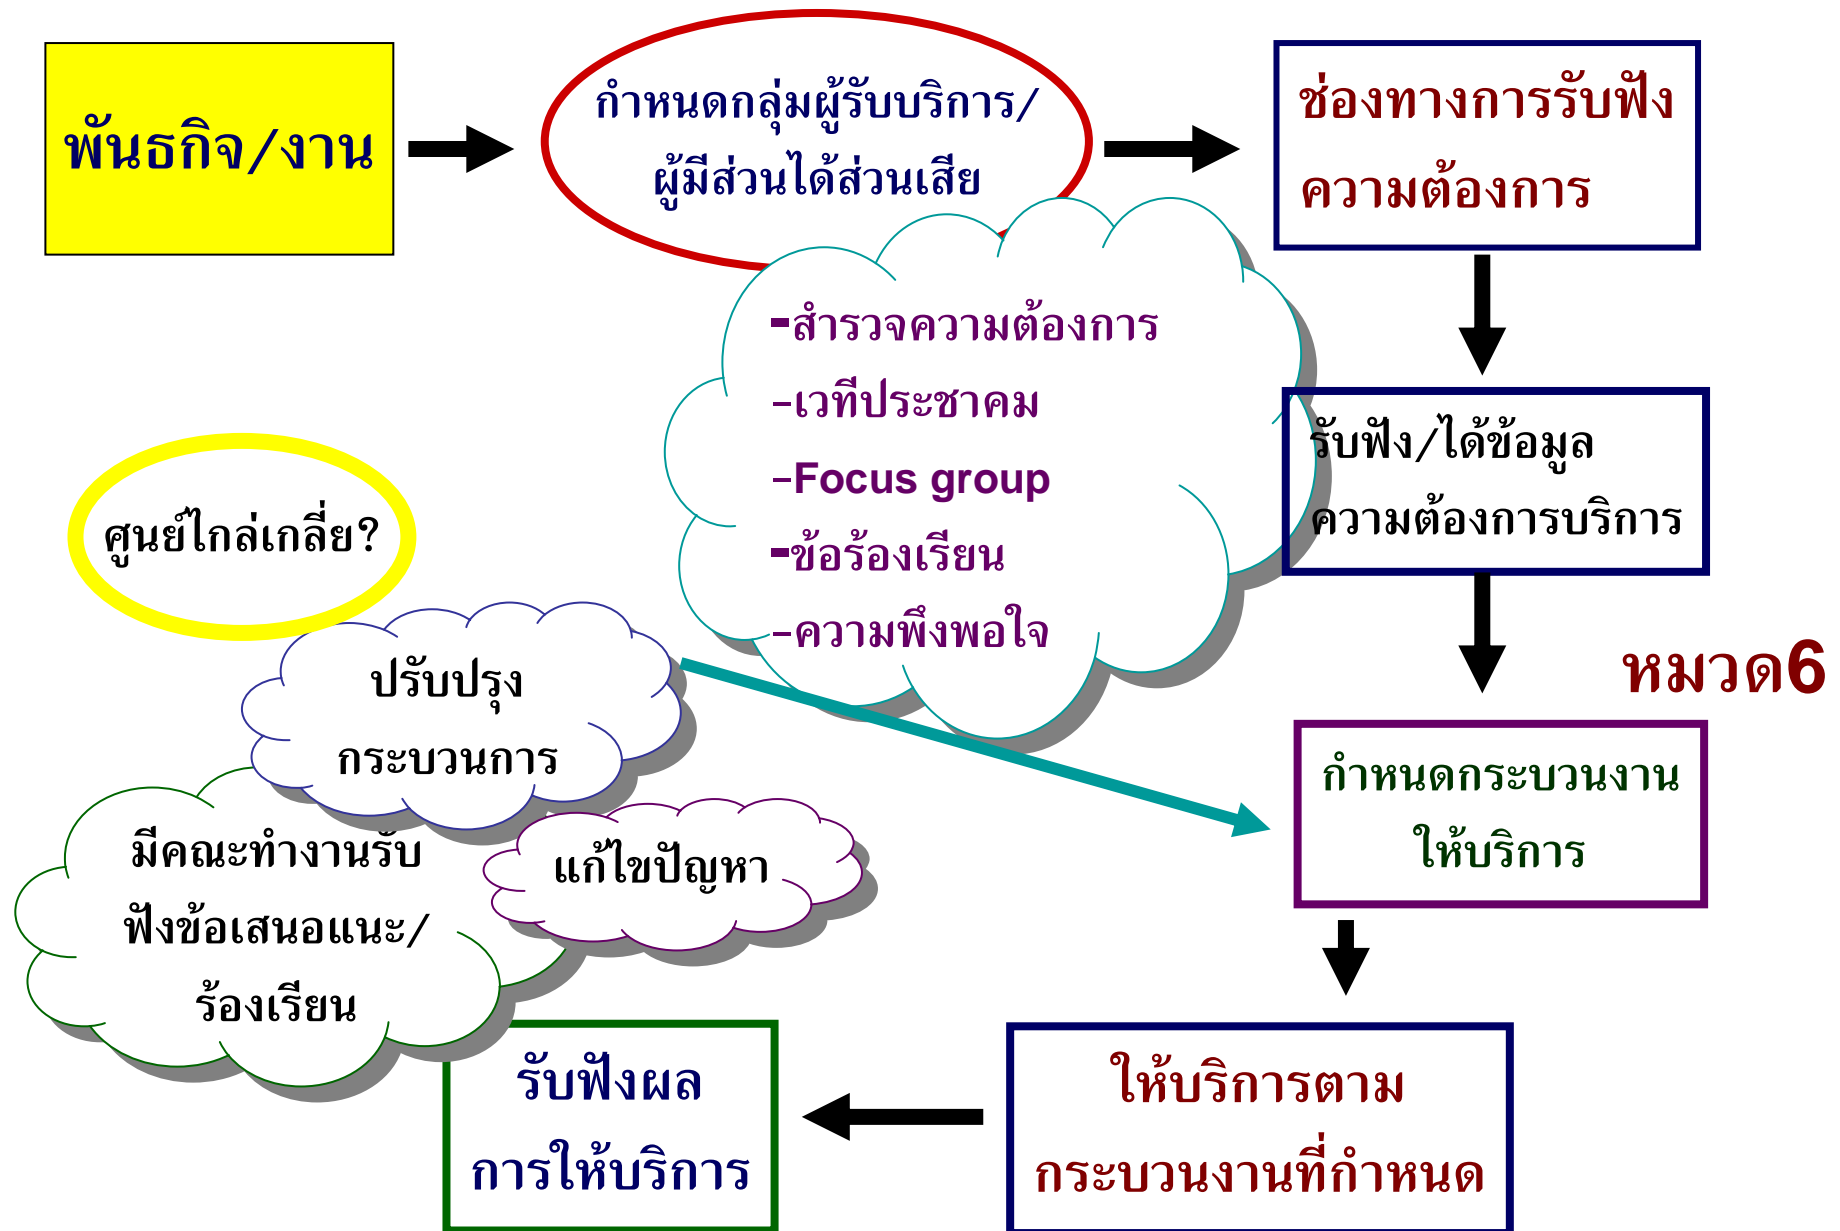 พันธกิจ/งาน
กำหนดกลุ่มผู้รับบริการ/
ผู้มีส่วนได้ส่วนเสีย
ช่องทางการรับฟัง
ความต้องการ
-สำรวจความต้องการ
-เวทีประชาคม
-Focus group
-ข้อร้องเรียน
-ความพึงพอใจ
รับฟัง/ได้ข้อมูล
ความต้องการบริการ
ศูนย์ไกล่เกลี่ย?
ปรับปรุง
กระบวนการ
หมวด6
กำหนดกระบวนงาน
ให้บริการ
มีคณะทำงานรับ
ฟังข้อเสนอแนะ/
ร้องเรียน
แก้ไขปัญหา
รับฟังผล
การให้บริการ
ให้บริการตาม
กระบวนงานที่กำหนด